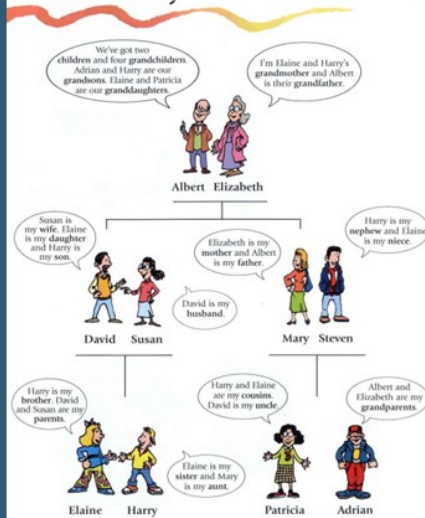 We've got two
children and four grandchildren.
Adrian and Harry are our
grandsons. Elaine and Patricia
are our granddaughters.
I'm Elaine and Harry's
grandmother and Albert
is their grandfather.
Albert Elizabeth
Susan is
my wife. Elaine
is my daughter
and Harry is
my son.
Elizabeth is my
mother and Albert
is my father.
Harry is my
nephew and Elaine
is my niece.
David is my
husband.
David Susan
Mary Steven
Harry is my
brother. David
and Susan are my
parents.
Harry and Elaine
are my cousins.
David is my uncle.
Albert and
Elizabeth are my
grandparents.
Elaine is my
sister and Mary
is my aunt.
Elaine Harry
Patricia Adrian